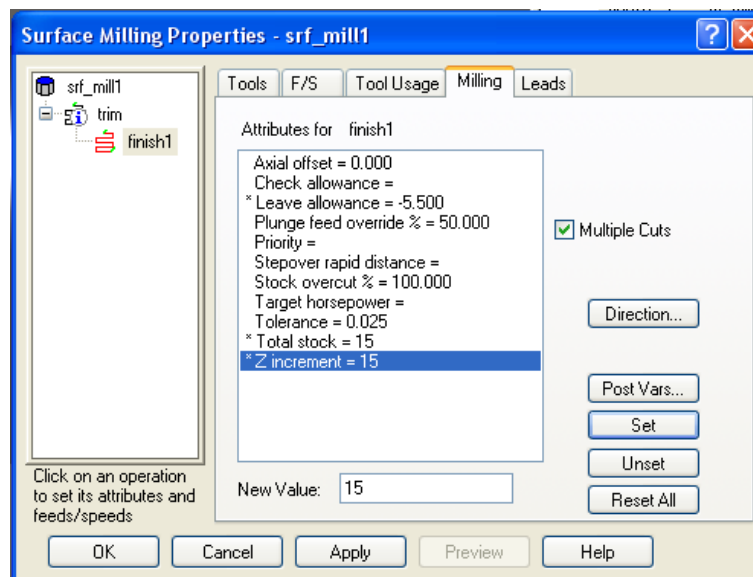 Surface Milling Properties - srf_mill1
srf_mill1
trim
finish1
Tools F/S Tool Usage Milling Leads
Attributes for finish1
Axial offset = 0.000
Check allowance =
* Leave allowance = -5.500
Plunge feed override % = 50.000
Priority =
Stepover rapid distance =
Stock overcut % = 100.000
Target horsepower =
Tolerance = 0.025
* Total stock = 15
* Z increment = 15
Multiple Cuts
Direction...
Post Vars...
Set
Unset
Reset All
New Value: 15
Click on an operation
to set its attributes and
feeds/speeds
OK Cancel Apply Preview Help